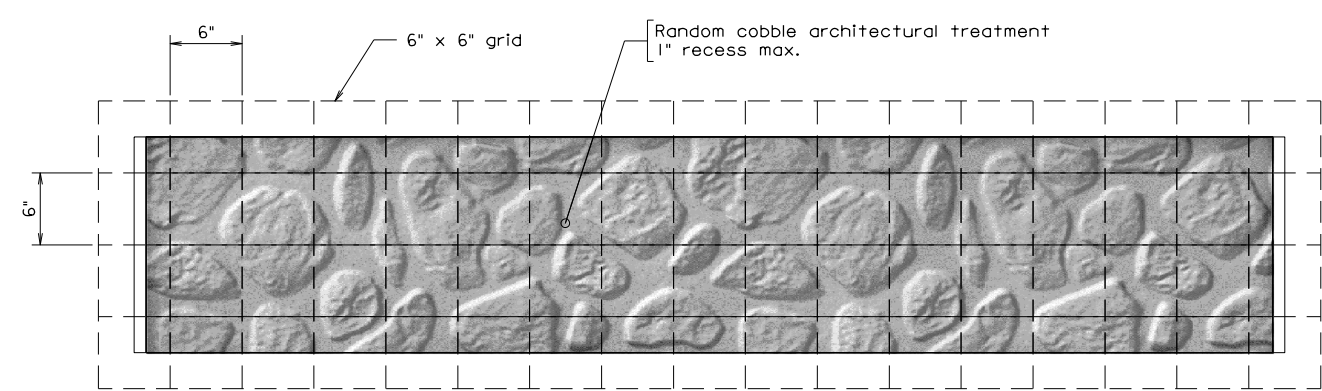 6"
6" x 6" grid
Random cobble architectural treatment
1" recess max.
6"